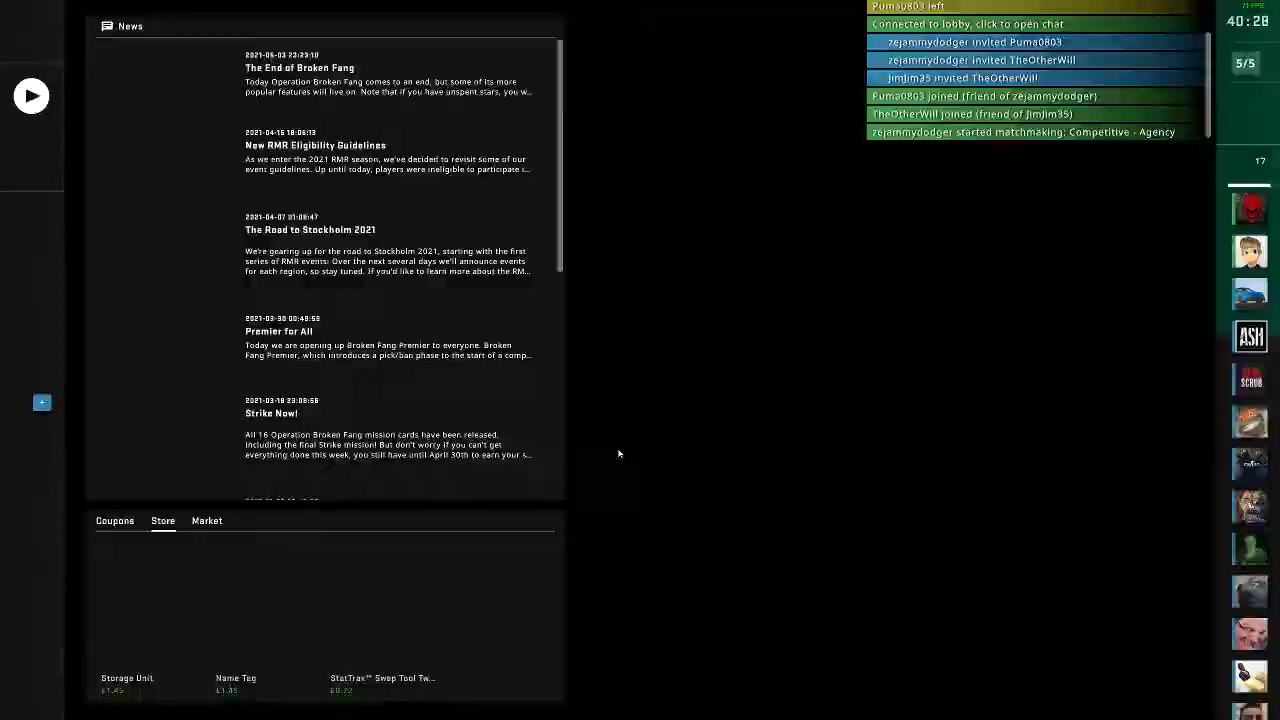 News
2021-05-03 23:23:10
The End of Broken Fang
Today Operation Broken Fang comes to an end, but some of its more
popular features will live on. Note that if you have unspent stars, you w...
2021-04-15 18:06:13
New RMR Eligibility Guidelines
As we enter the 2021 RMR season, we've decided to revisit some of our
event guidelines. Up until today, players were ineligible to participate i...
2021-04-07 01:08:47
The Road to Stockholm 2021
We're gearing up for the road to Stockholm 2021, starting with the first
series of RMR events! Over the next several days we'll announce events
for each region, so stay tuned. If you'd like to learn more about the RM...
2021-03-30 00:49:53
Premier for All
Today we are opening up Broken Fang Premier to everyone. Broken
Fang Premier, which introduces a pick/ban phase to the start of a comp...
2021-03-18 23:08:56
Strike Now!
All 16 Operation Broken Fang mission cards have been released,
including the final Strike mission! But don't worry if you can't get
everything done this week, you still have until April 30th to earn your s...
Coupons Store Market
Storage Unit Name Tag StatTrak™ Swap Tool Tw...
£1.45 £1.45 £0.72
Puma0803 left
Connected to lobby, click to open chat
zejammydodger invited Puma0803
zejammydodger invited TheOtherWill
JimJim35 invited TheOtherWill
Puma0803 joined (friend of zejammydodger)
TheOtherWill joined (friend of JimJim35)
zejammydodger started matchmaking: Competitive - Agency
71 FPS
40:28
5/5
17
ASH
SCRUB